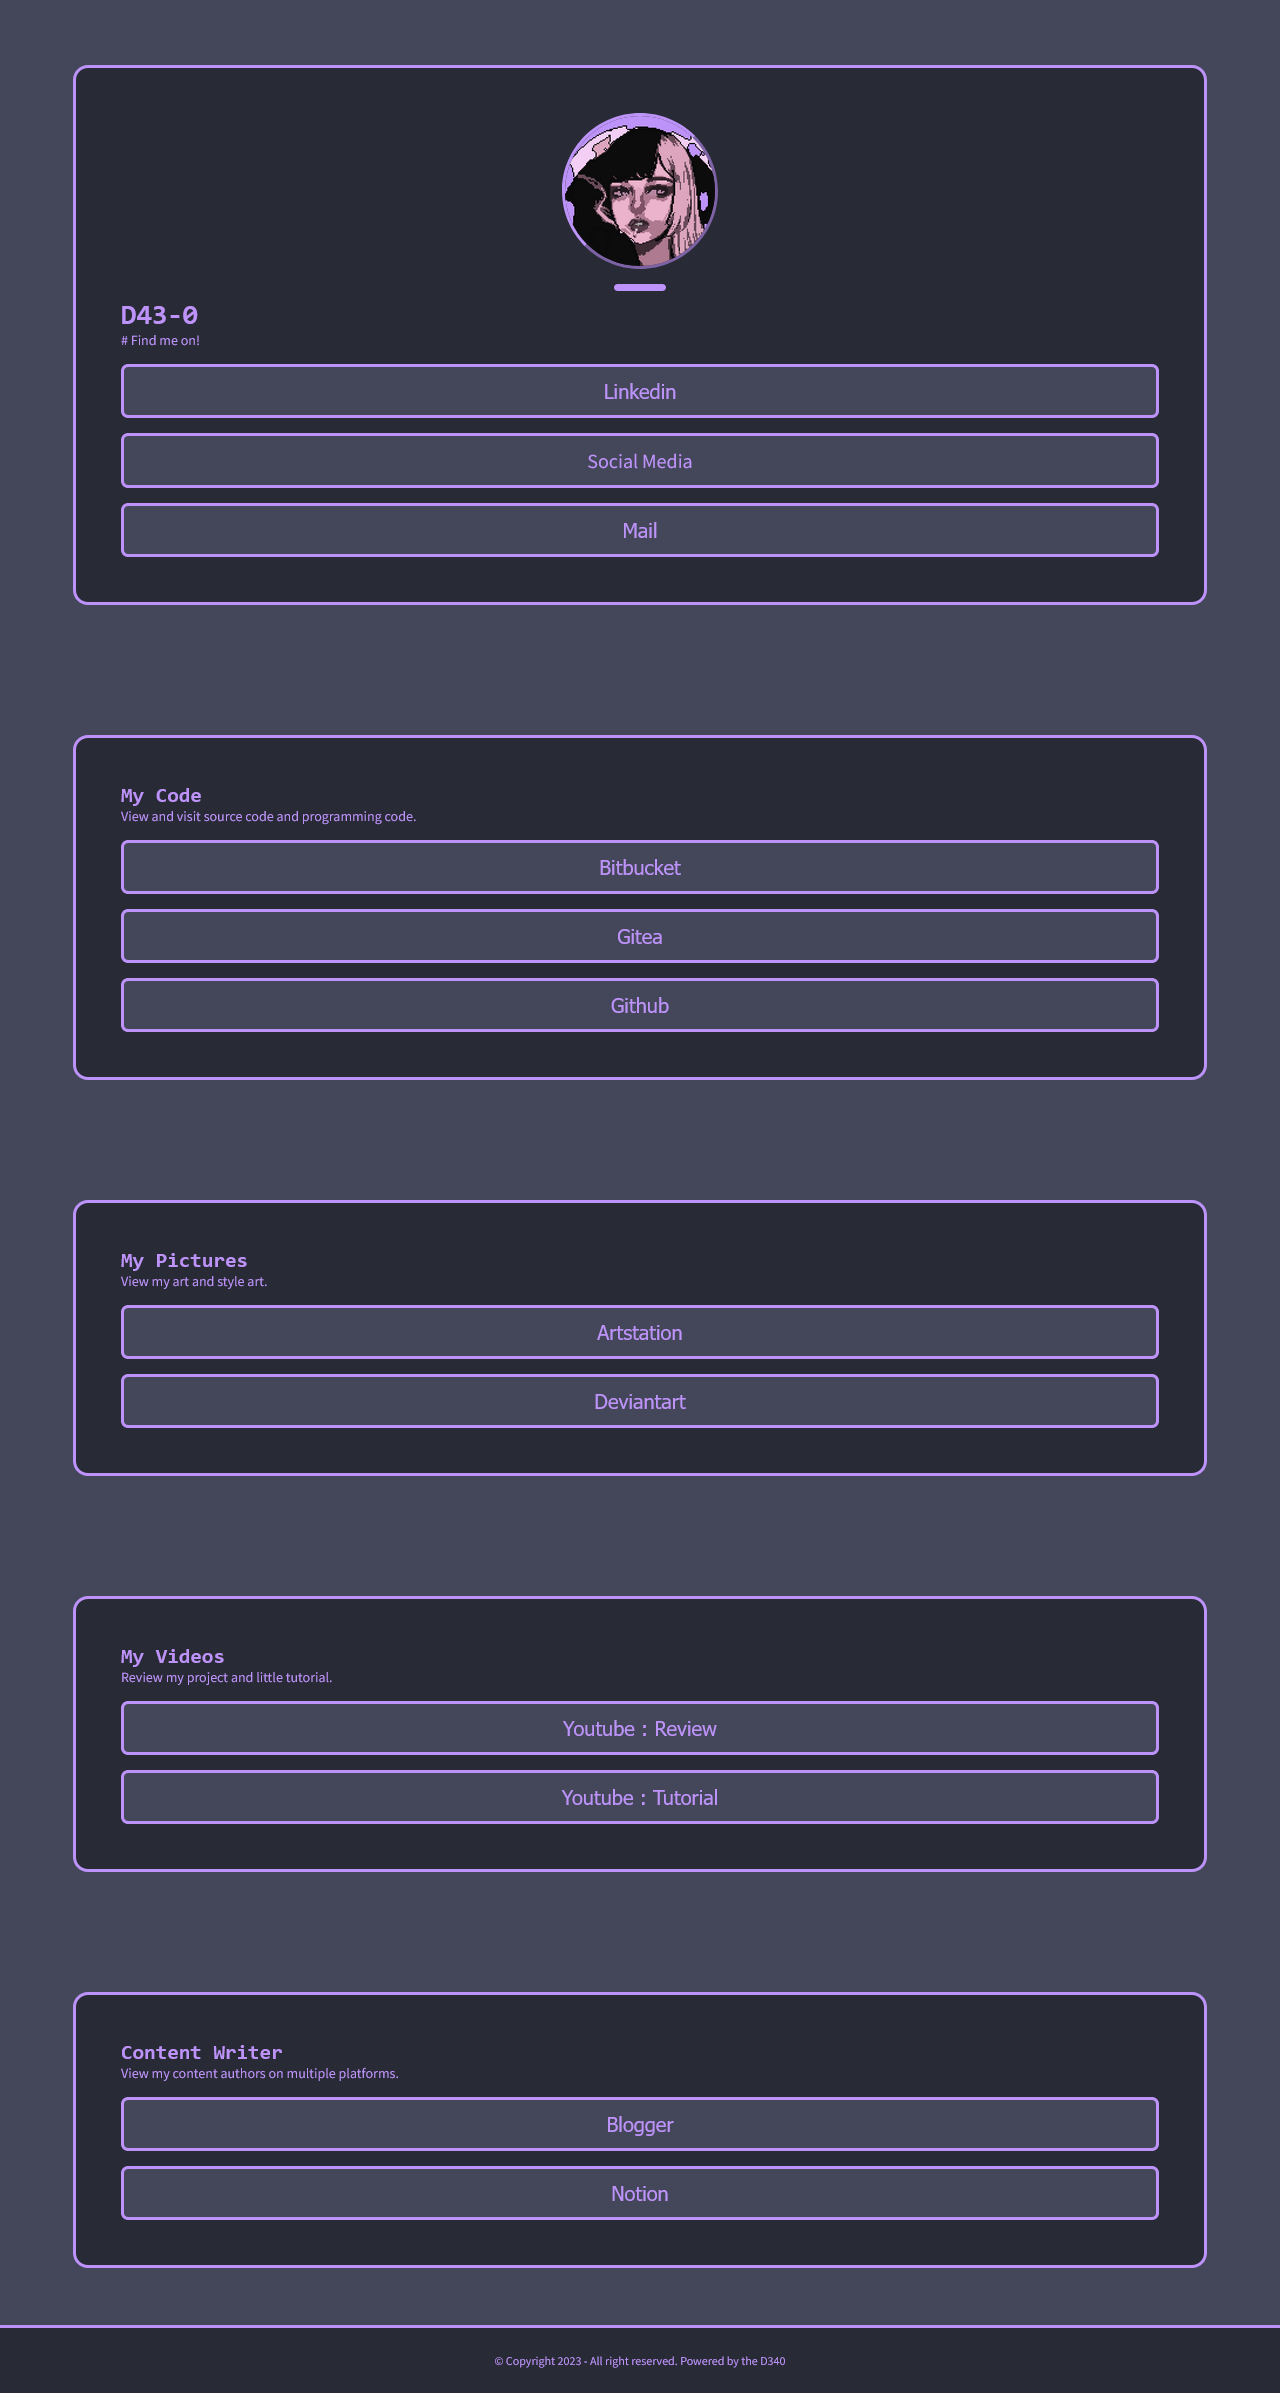 D43-0
# Find me on!
Linkedin
Social Media
Mail
My Code
View and visit source code and programming code.
Bitbucket
Gitea
Github
My Pictures
View my art and style art.
Artstation
Deviantart
My Videos
Review my project and little tutorial.
Youtube : Review
Youtube : Tutorial
Content Writer
View my content authors on multiple platforms.
Blogger
Notion
© Copyright 2023 - All right reserved. Powered by the D340